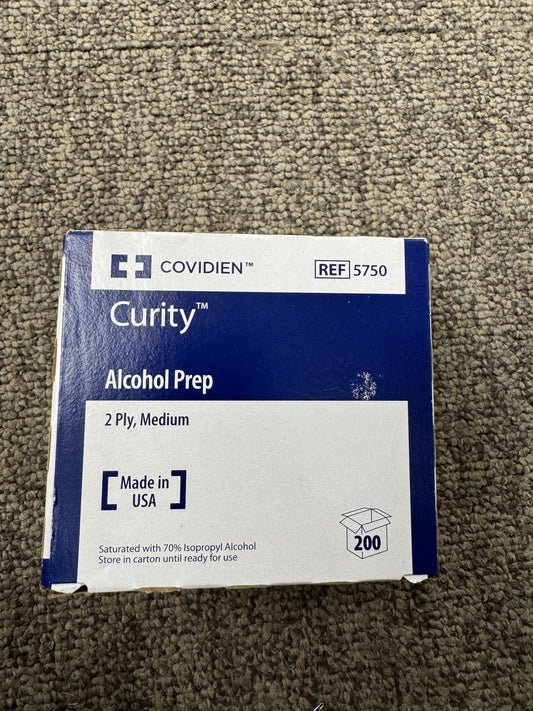 COVIDIEN™
REF 5750
Curity™
Alcohol Prep
2 Ply, Medium
Made in
USA
200
Saturated with 70% Isopropyl Alcohol
Store in carton until ready for use